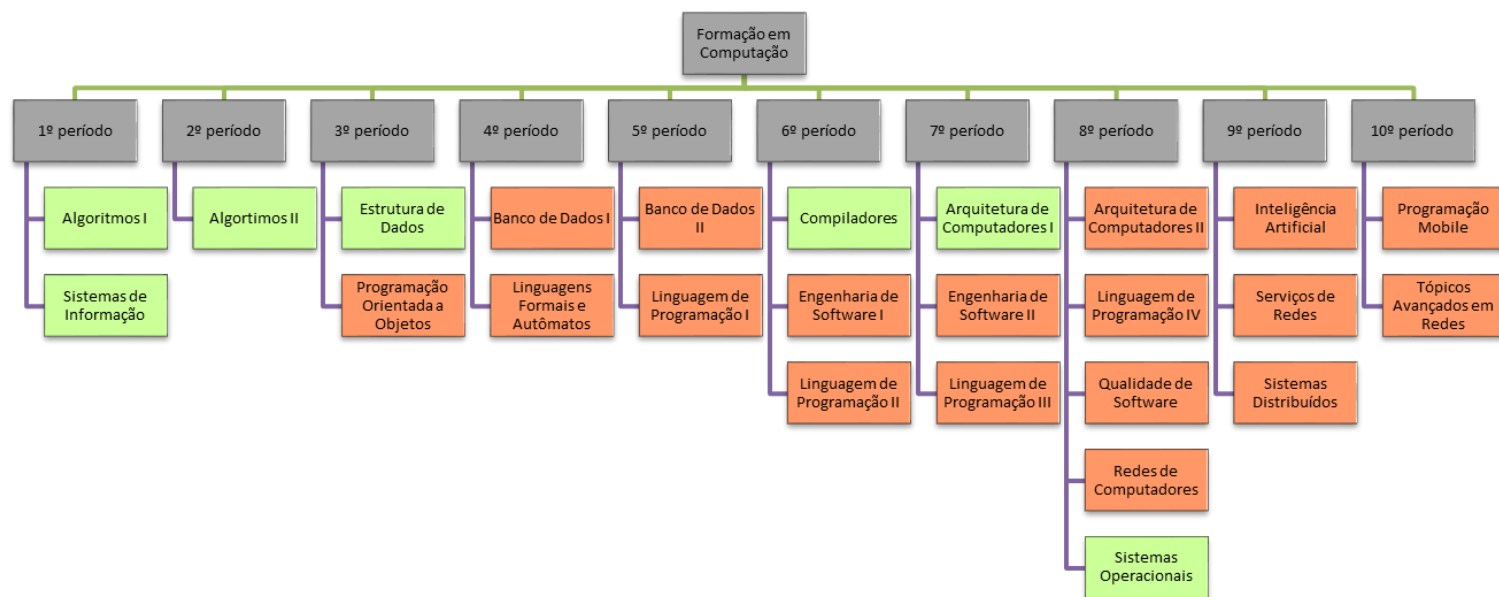 Formação em
Computação
1º período
2º período
3º período
4º período
5º período
6º período
7º período
8º período
9º período
10º período
Algoritmos I
Sistemas de
Informação
Algortimos II
Estrutura de
Dados
Programação
Orientada a
Objetos
Banco de Dados I
Linguagens
Formais e
Autômatos
Banco de Dados
II
Linguagem de
Programação I
Compiladores
Engenharia de
Software I
Linguagem de
Programação II
Arquitetura de
Computadores I
Engenharia de
Software II
Linguagem de
Programação III
Arquitetura de
Computadores II
Linguagem de
Programação IV
Qualidade de
Software
Redes de
Computadores
Sistemas
Operacionais
Inteligência
Artificial
Serviços de
Redes
Sistemas
Distribuídos
Programação
Mobile
Tópicos
Avançados em
Redes